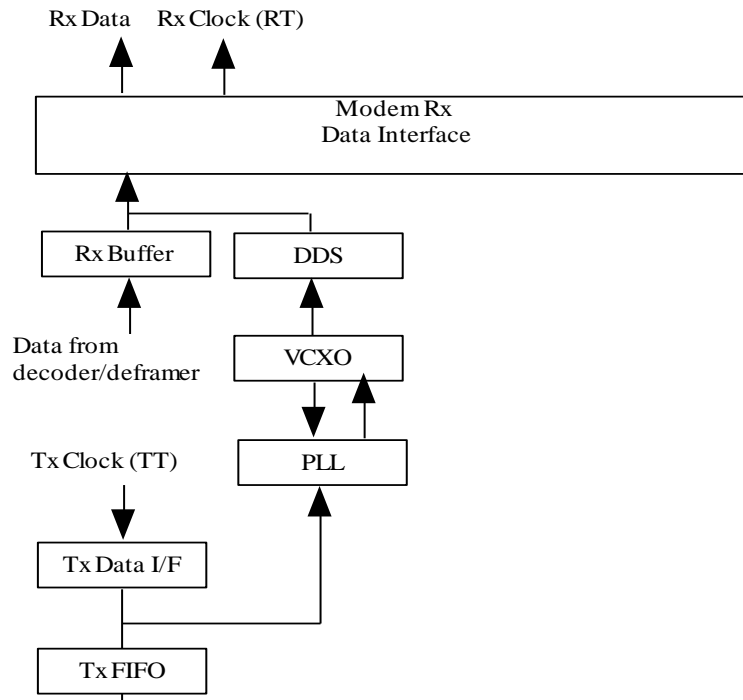 Rx Data
Rx Clock (RT)
Modem Rx
Data Interface
Rx Buffer
DDS
Data from
decoder/deframer
VCXO
Tx Clock (TT)
PLL
Tx Data I/F
Tx FIFO